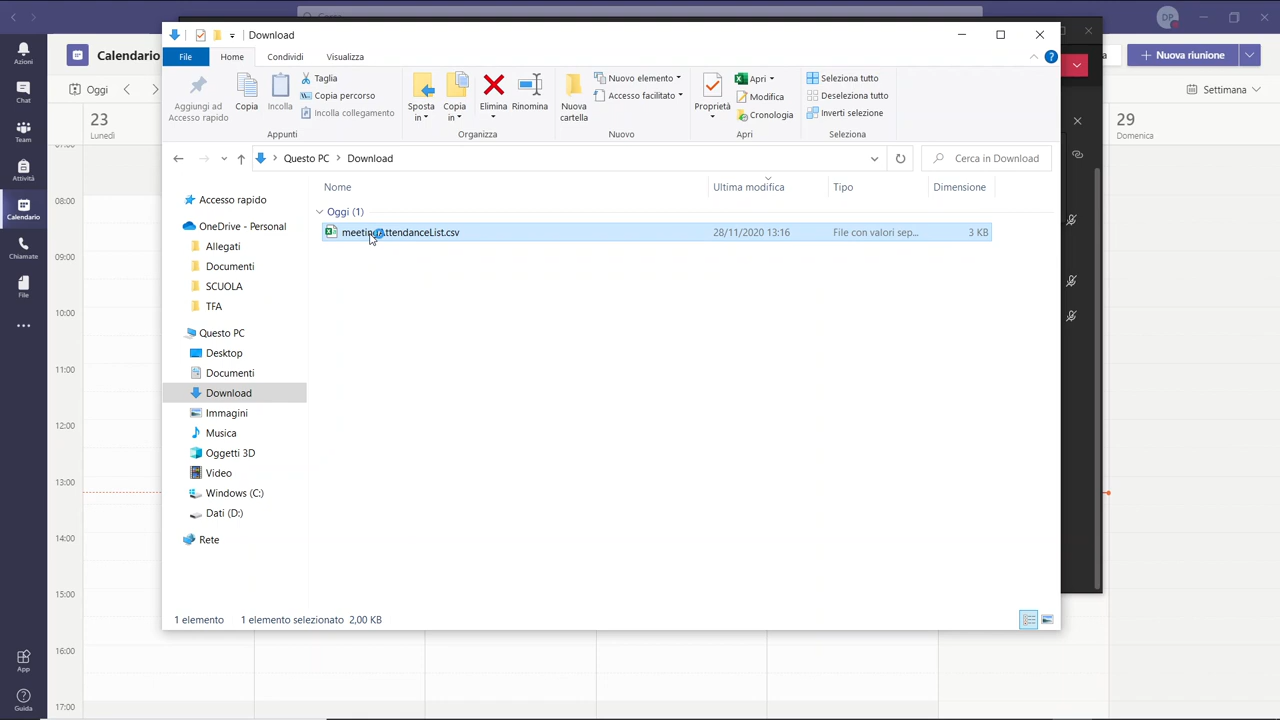 Cerca
DP
Azioni
Chat
Team
Attività
Calendario
Chiamate
File
App
Guida
Calendario
Nuova riunione
Oggi
Settimana
23
Lunedì
29
Domenica
08:00
09:00
10:00
11:00
12:00
13:00
14:00
15:00
16:00
17:00
Download
File
Home
Condividi
Visualizza
Aggiungi ad
Accesso rapido
Copia
Incolla
Taglia
Copia percorso
Incolla collegamento
Appunti
Sposta
in
Copia
in
Elimina
Rinomina
Organizza
Nuova
cartella
Nuovo elemento
Accesso facilitato
Nuovo
Proprietà
Apri
Modifica
Cronologia
Apri
Seleziona tutto
Deseleziona tutto
Inverti selezione
Selezione
Questo PC > Download
Cerca in Download
Nome
Ultima modifica
Tipo
Dimensione
Oggi (1)
meetingAttendanceList.csv
28/11/2020 13:16
File con valori sep...
3 KB
Accesso rapido
OneDrive - Personal
Allegati
Documenti
SCUOLA
TFA
Questo PC
Desktop
Documenti
Download
Immagini
Musica
Oggetti 3D
Video
Windows (C:)
Dati (D:)
Rete
1 elemento
1 elemento selezionato 2,00 KB